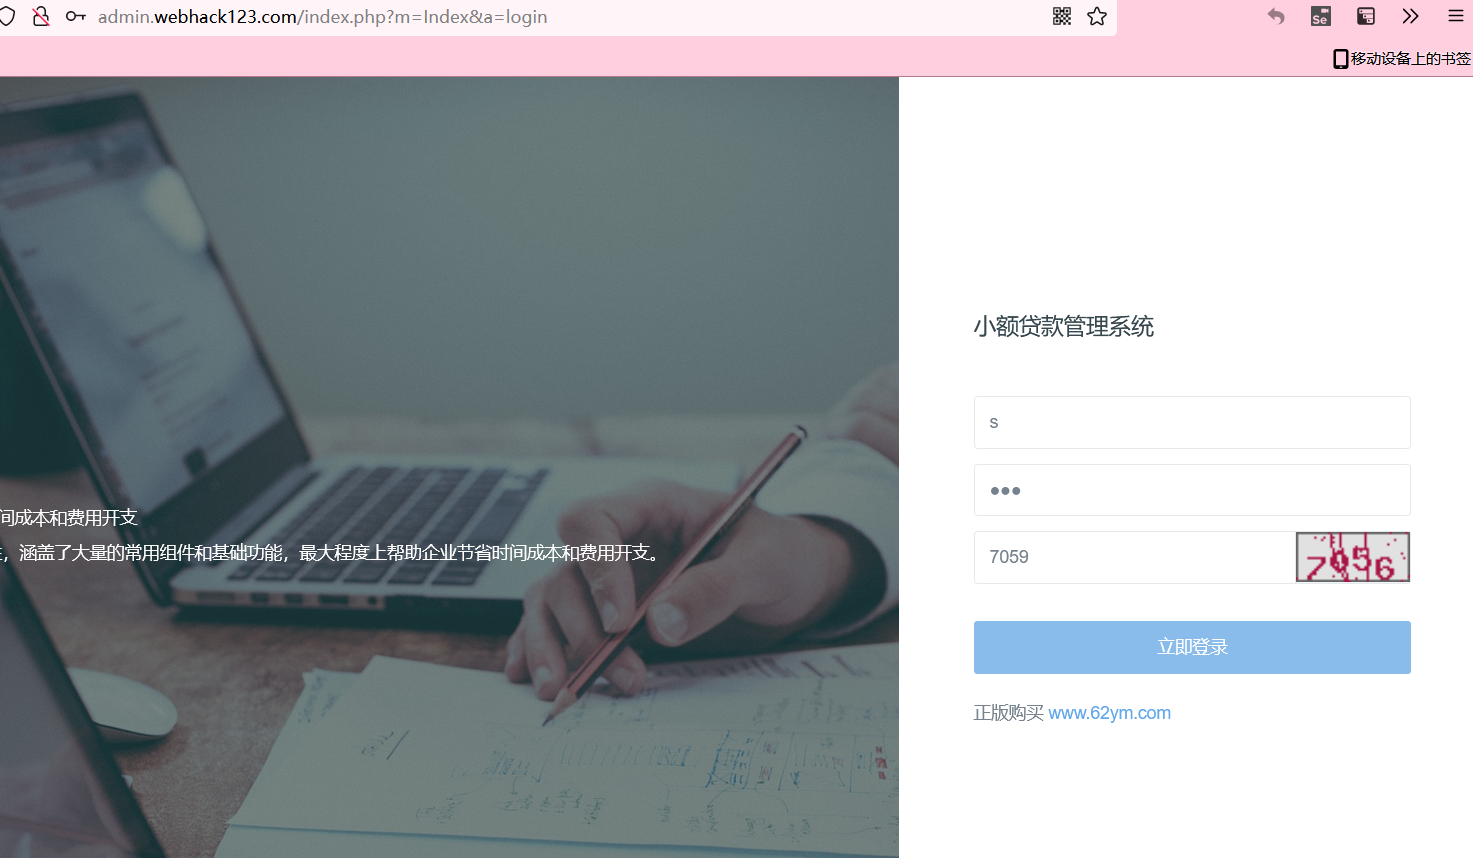 admin.webhack123.com/index.php?m=Index&a=login
Se
移动设备上的书签
小额贷款管理系统
s
7059
7056
立即登录
正版购买 www.62ym.com
间成本和费用开支
,涵盖了大量的常用组件和基础功能，最大程度上帮助企业节省时间成本和费用开支。